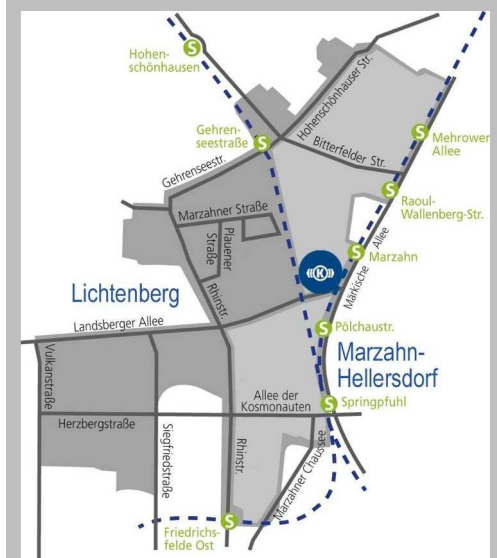 Hohen-
schönhausen
S
Hohenschönhauser Str.
Gehren-
seestraße
S
S
Mehrower
Allee
Bitterfelder Str.
Gehrenseestr.
S
Raoul-
Wallenberg-Str.
Marzahner Straße
Plauener
Straße
S
Marzahn
Märkische Allee
K
Lichtenberg
Rhinstr.
Landsberger Allee
S
Pölchaustr.
Marzahn-
Hellersdorf
Vulkanstraße
Allee der
Kosmonauten
S
Springpfuhl
Herzbergstraße
Siegfriedstraße
Rhinstr.
Marzahner Chaussee
S
Friedrichs-
felde Ost